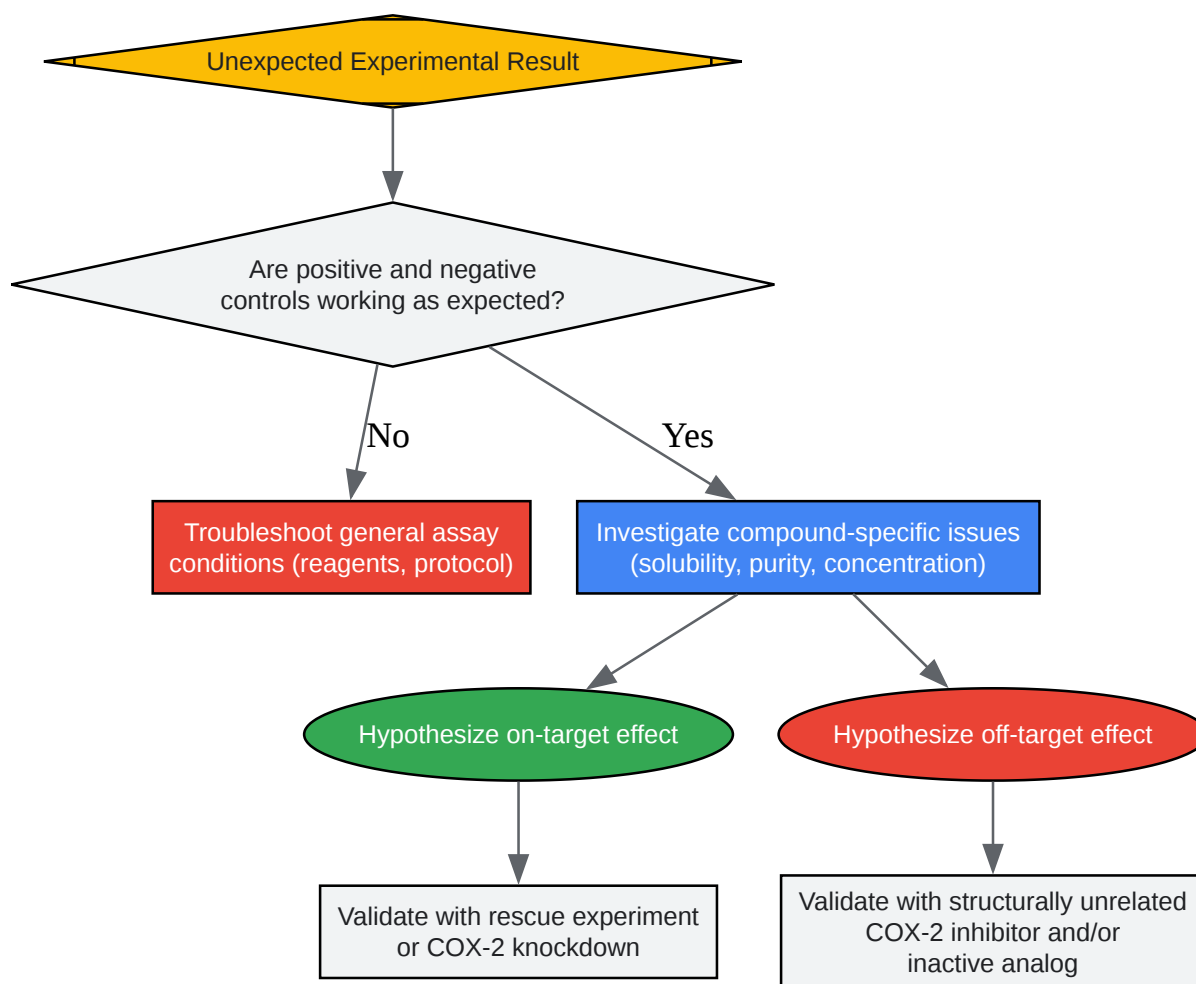 Unexpected Experimental Result
Are positive and negative
controls working as expected?
No
Yes
Troubleshoot general assay
conditions (reagents, protocol)
Investigate compound-specific issues
(solubility, purity, concentration)
Hypothesize on-target effect
Hypothesize off-target effect
Validate with rescue experiment
or COX-2 knockdown
Validate with structurally unrelated
COX-2 inhibitor and/or
inactive analog